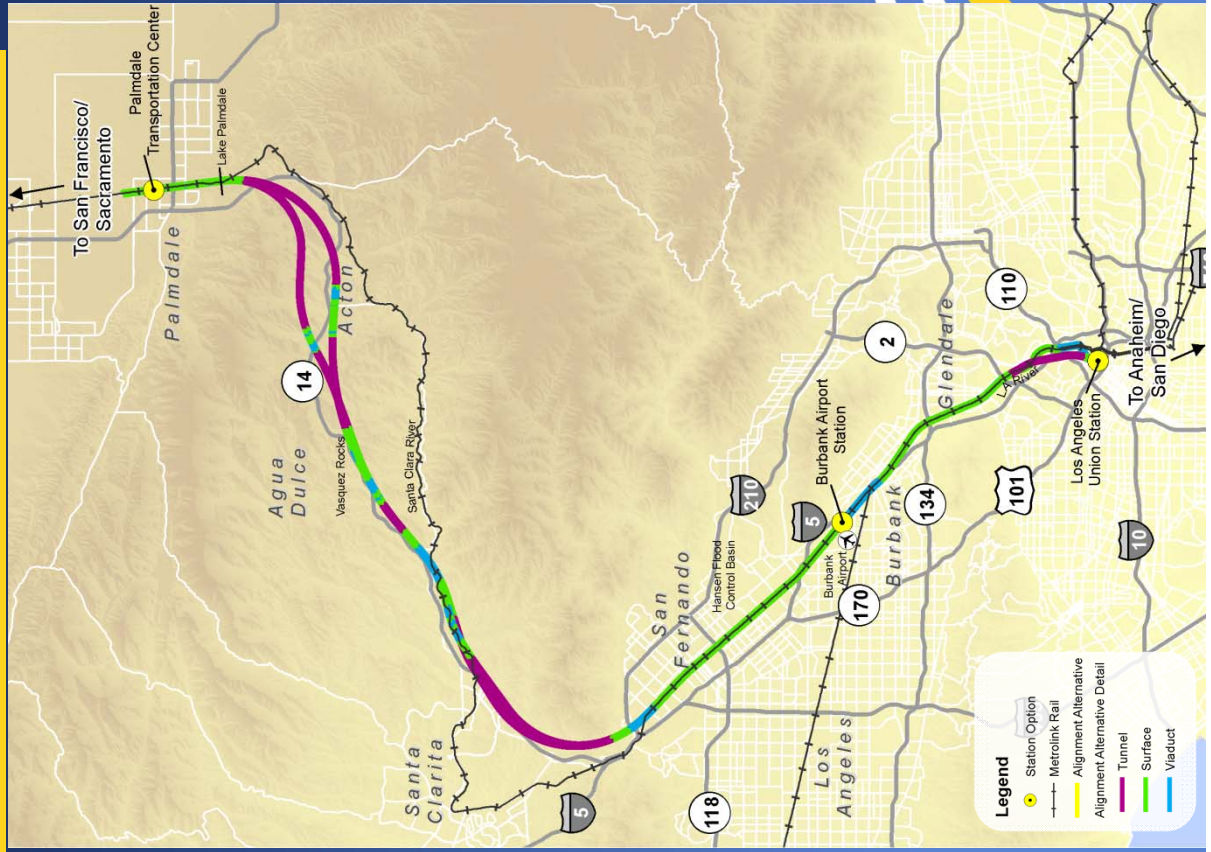 To San Francisco/
Sacramento
Palmdale
Transportation Center
Lake Palmdale
Palmdale
Acton
14
Agua
Dulce
Vasquez Rocks
Santa Clara River
Santa
Clarita
5
San
Fernando
Hansen Flood
Control Basin
210
118
5
Burbank Airport
Station
Burbank
Airport
170
Burbank
134
2
Glendale
110
LA River
101
Los Angeles
Union Station
To Anaheim/
San Diego
10
Los
Angeles
Legend
Station Option
Metrolink Rail
Alignment Alternative
Alignment Alternative Detail
Tunnel
Surface
Viaduct